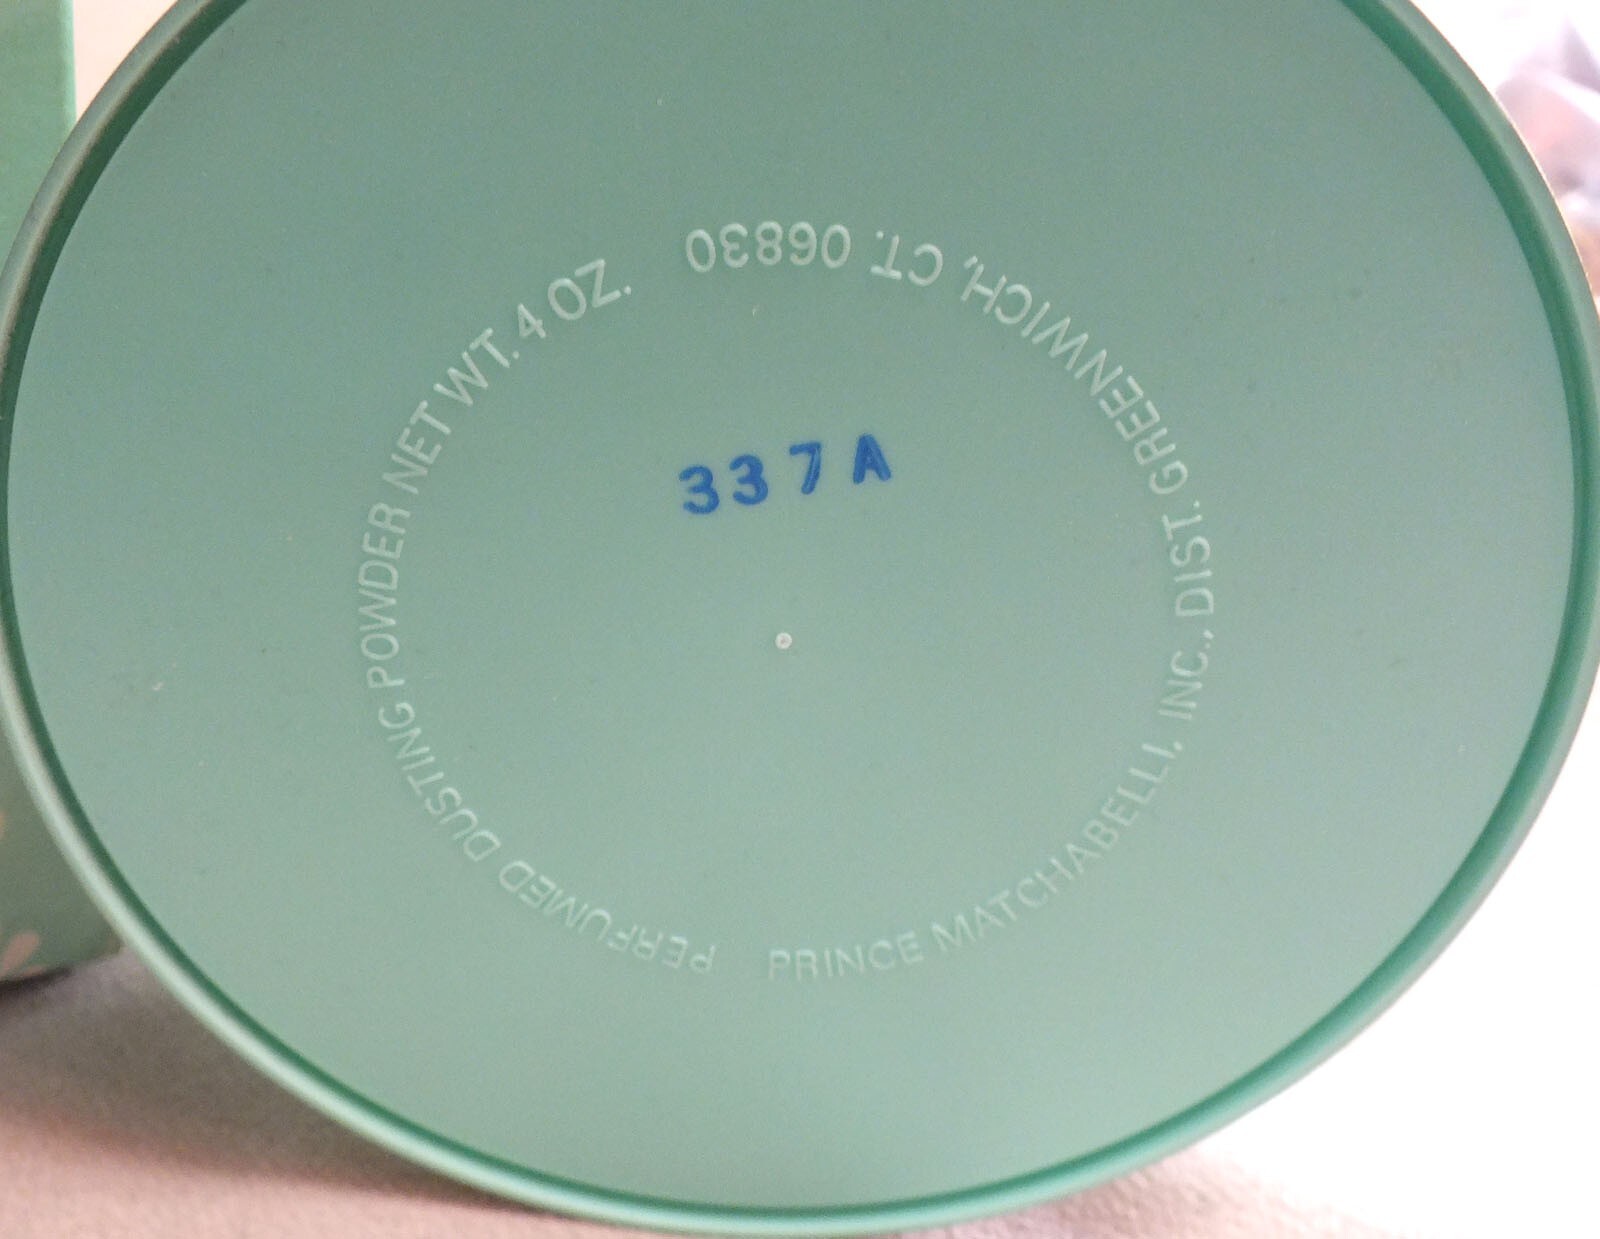 PERFUMED DUSTING POWDER NET WT. 4 OZ.
PRINCE MATCHABELLI, INC., DIST. GREENWICH, CT. 06830
337A